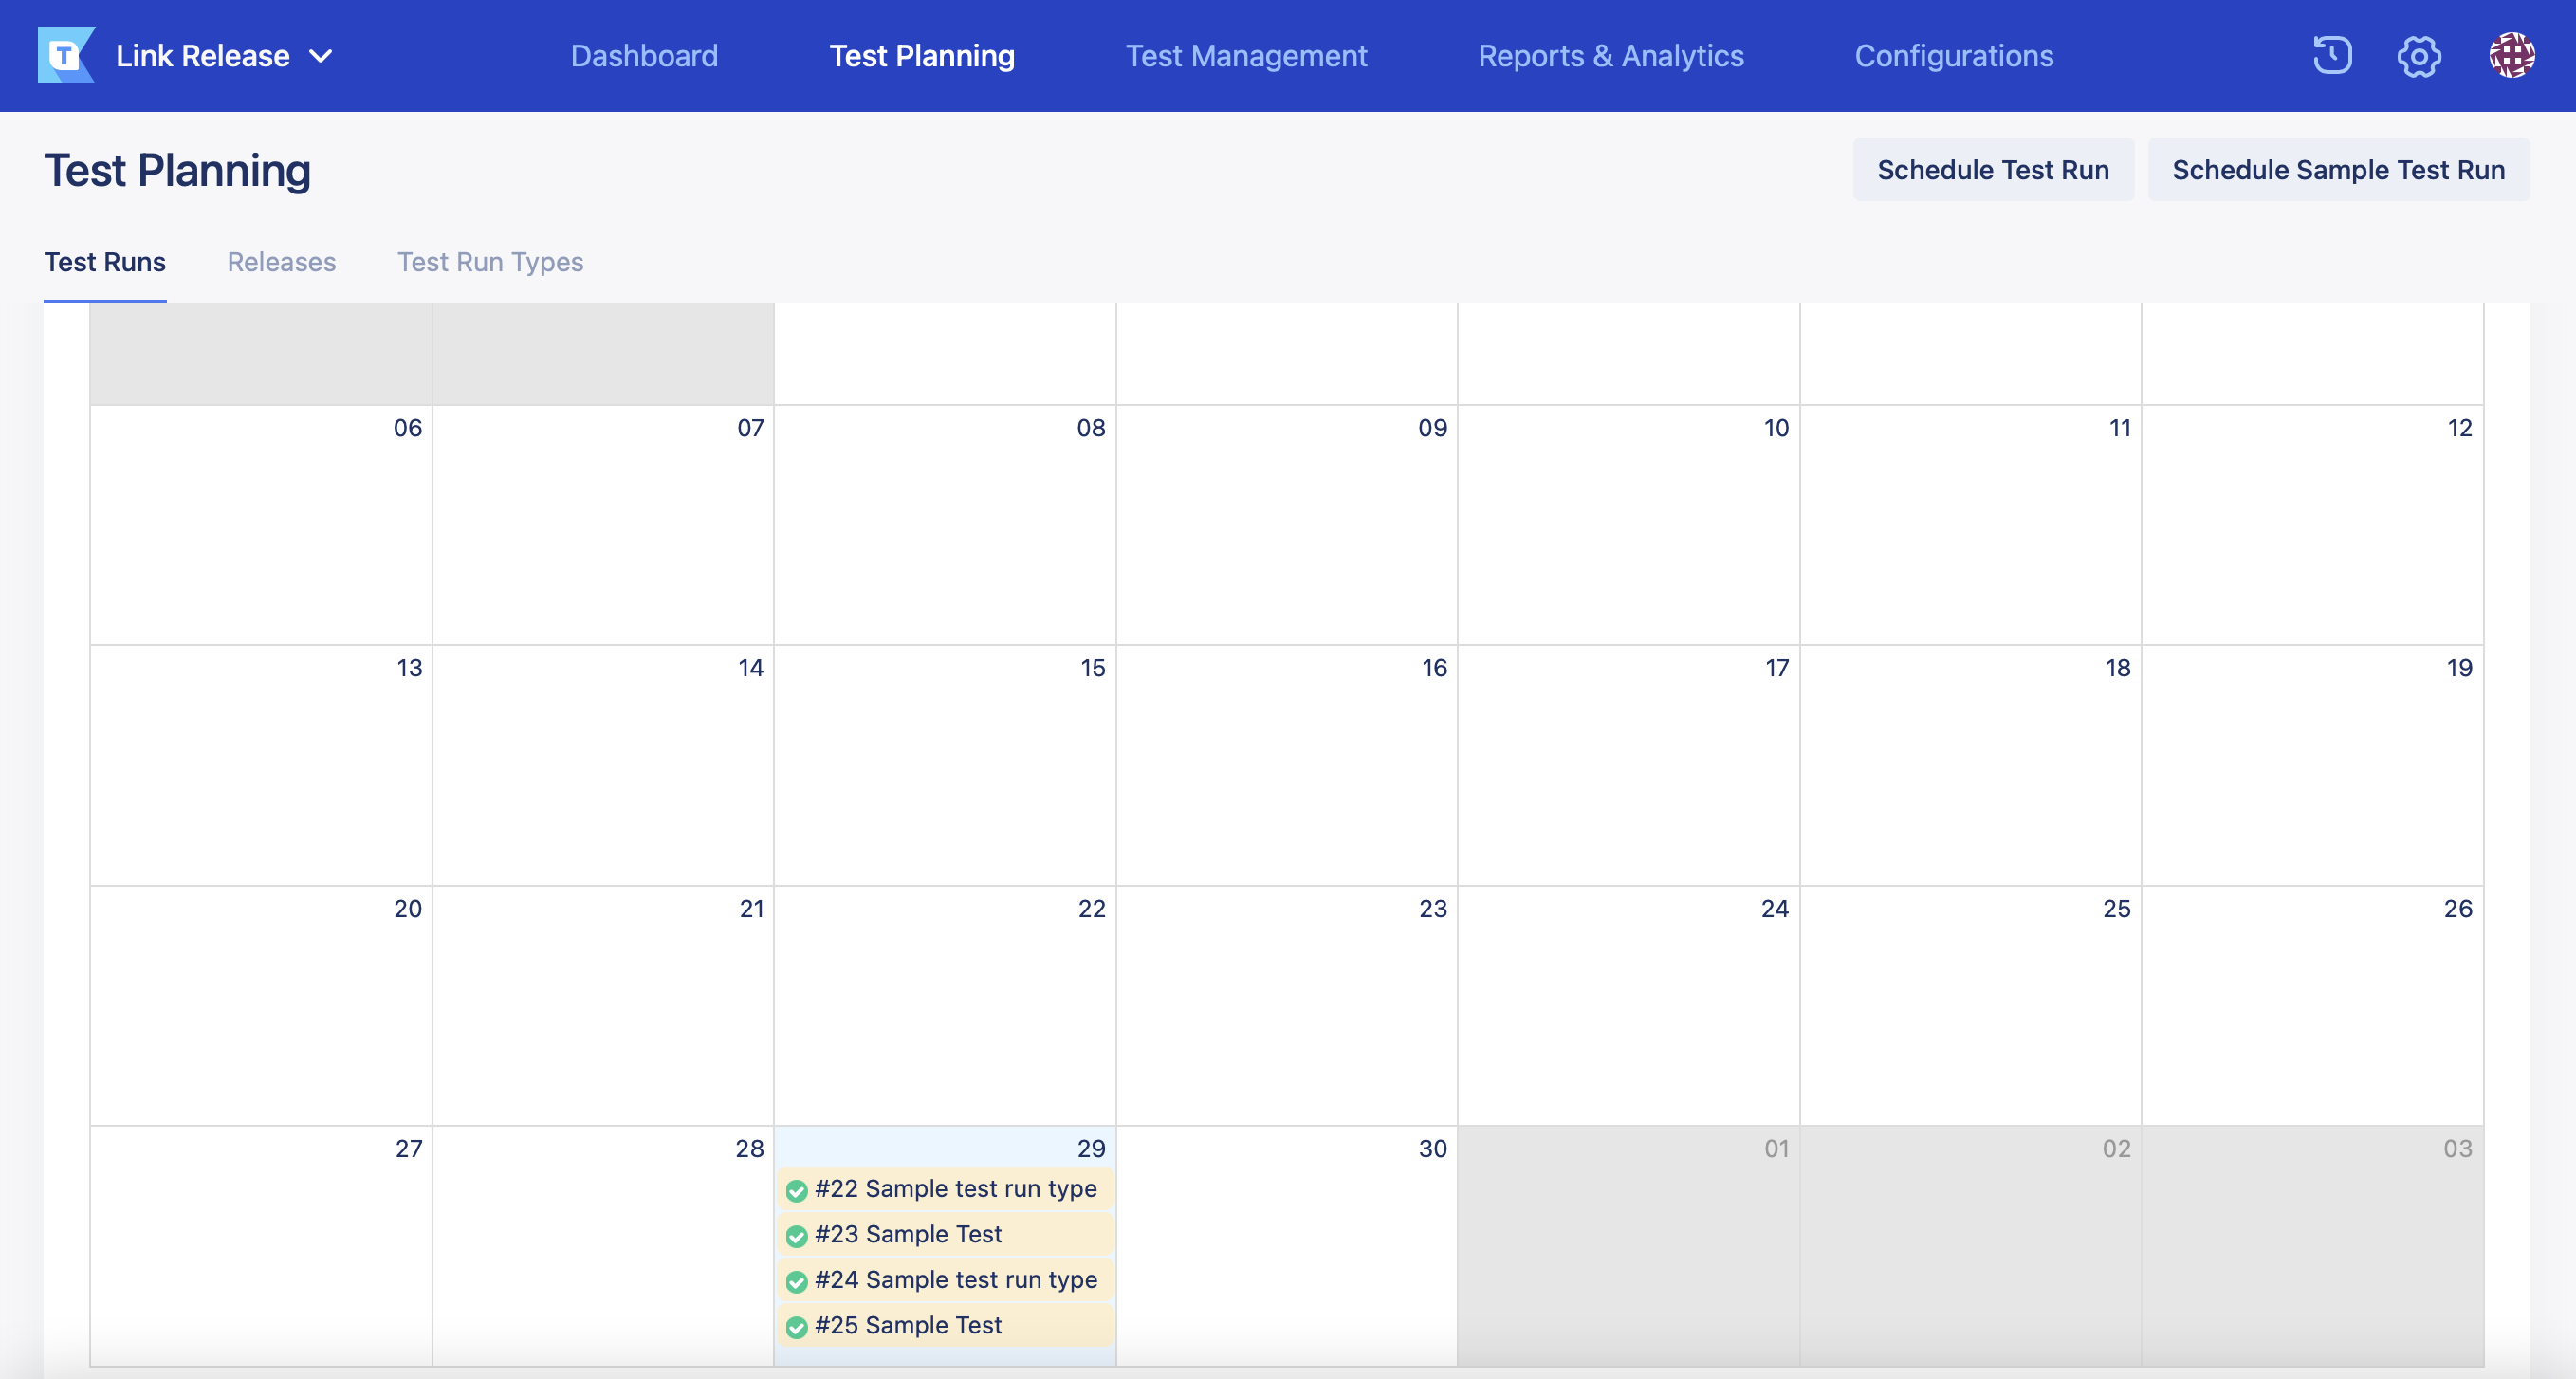 T Link Release
Dashboard Test Planning Test Management Reports & Analytics Configurations
Test Planning
Schedule Test Run Schedule Sample Test Run
Test Runs Releases Test Run Types
06 07 08 09 10 11 12
13 14 15 16 17 18 19
20 21 22 23 24 25 26
27 28 29 30 01 02 03
#22 Sample test run type
#23 Sample Test
#24 Sample test run type
#25 Sample Test